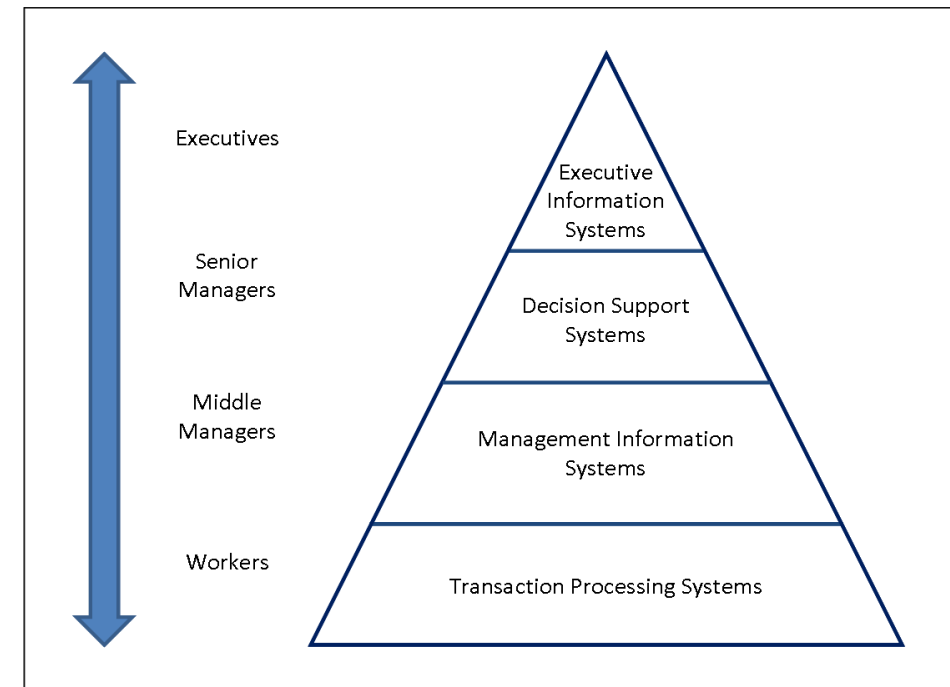 Executives
Executive
Information
Systems
Senior
Managers
Decision Support
Systems
Middle
Managers
Management Information
Systems
Workers
Transaction Processing Systems